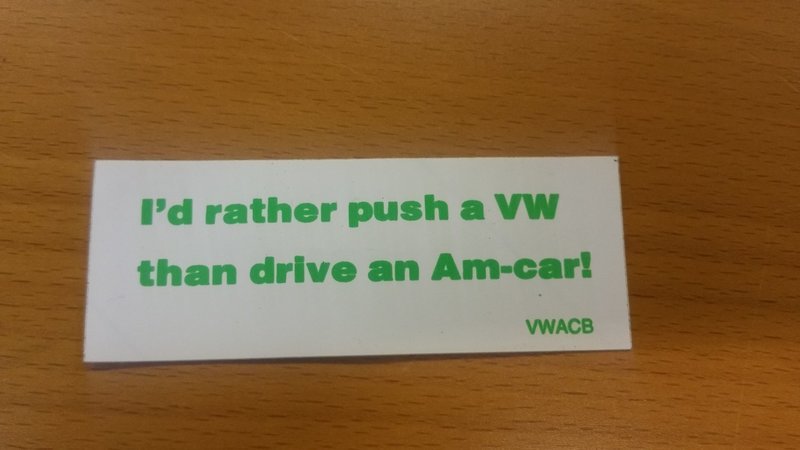 I'd rather push a VW
than drive an Am-car!
VWACB